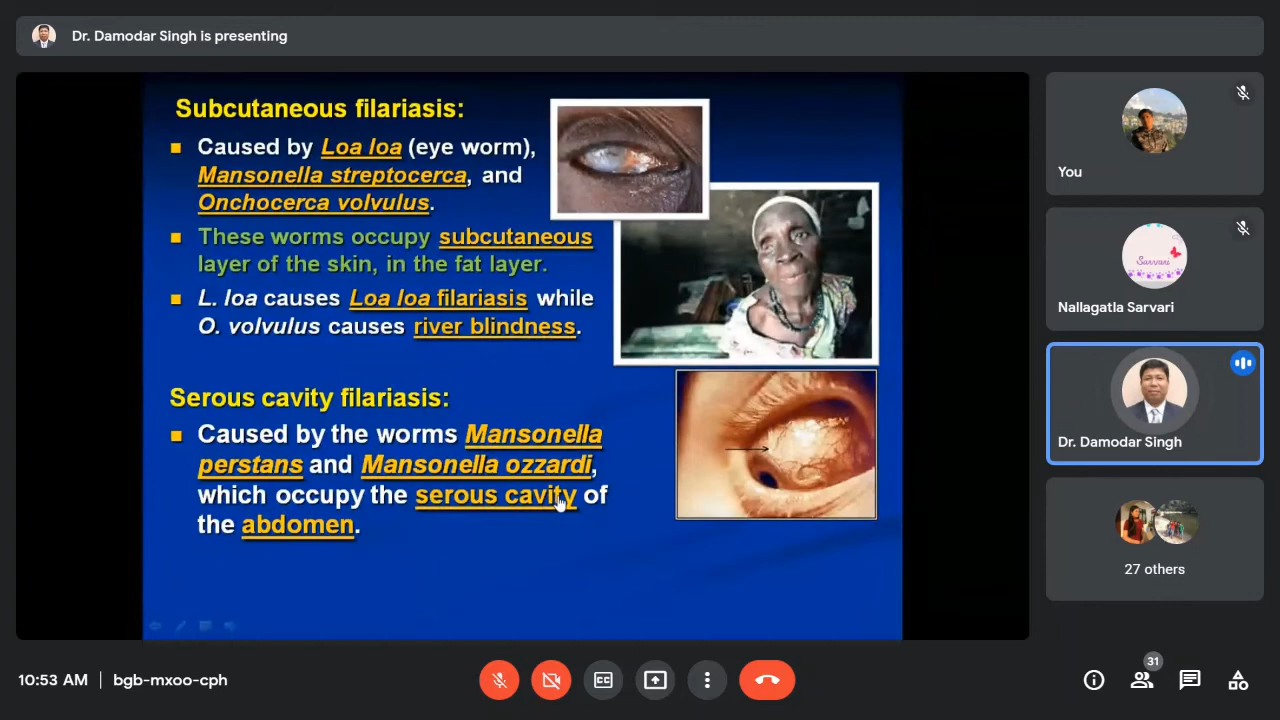 Dr. Damodar Singh is presenting
Subcutaneous filariasis:
Caused by Loa loa (eye worm),
Mansonella streptocerca, and
Onchocerca volvulus.
These worms occupy subcutaneous
layer of the skin, in the fat layer.
L. loa causes Loa loa filariasis while
O. volvulus causes river blindness.
Serous cavity filariasis:
Caused by the worms Mansonella
perstans and Mansonella ozzardi,
which occupy the serous cavity of
the abdomen.
You
Sarvari
Nallagatla Sarvari
Dr. Damodar Singh
27 others
10:53 AM | bgb-mxoo-cph
CC
31